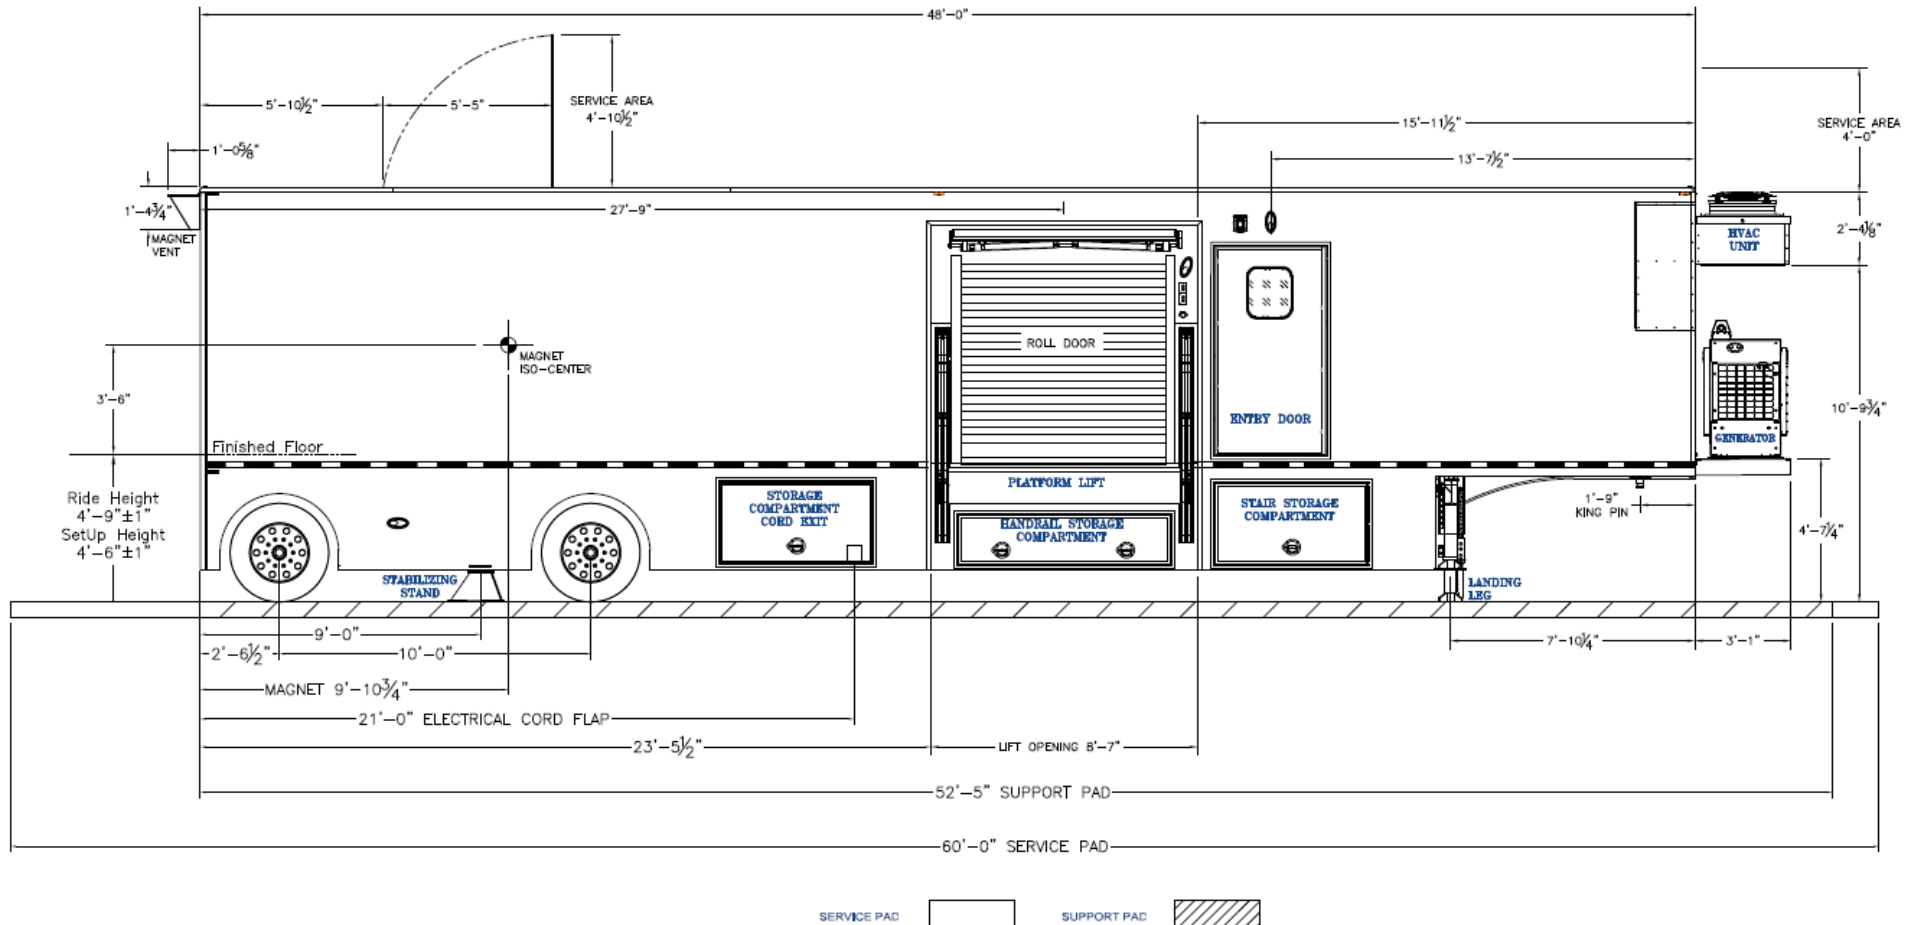 48'-0"
5'-10½"
5'-5"
SERVICE AREA
4'-10½"
15'-11½"
SERVICE AREA
4'-0"
1'-0⅝"
13'-7½"
1'-4¾"
27'-9"
MAGNET
VENT
HVAC
UNIT
2'-4⅛"
ROLL DOOR
MAGNET
ISO-CENTER
3'-6"
10'-9¾"
ENTRY DOOR
GENERATOR
Finished Floor
PLATFORM LIFT
Ride Height
4'-9"±1"
SetUp Height
4'-6"±1"
STORAGE
COMPARTMENT
CORD EXIT
HANDRAIL STORAGE
COMPARTMENT
STAIR STORAGE
COMPARTMENT
1'-9"
KING PIN
4'-7¼"
STABILIZING
STAND
LANDING
LEG
9'-0"
2'-6½"
10'-0"
7'-10¼"
3'-1"
MAGNET 9'-10¾"
21'-0" ELECTRICAL CORD FLAP
23'-5½"
LIFT OPENING 8'-7"
52'-5" SUPPORT PAD
60'-0" SERVICE PAD
SERVICE PAD
SUPPORT PAD